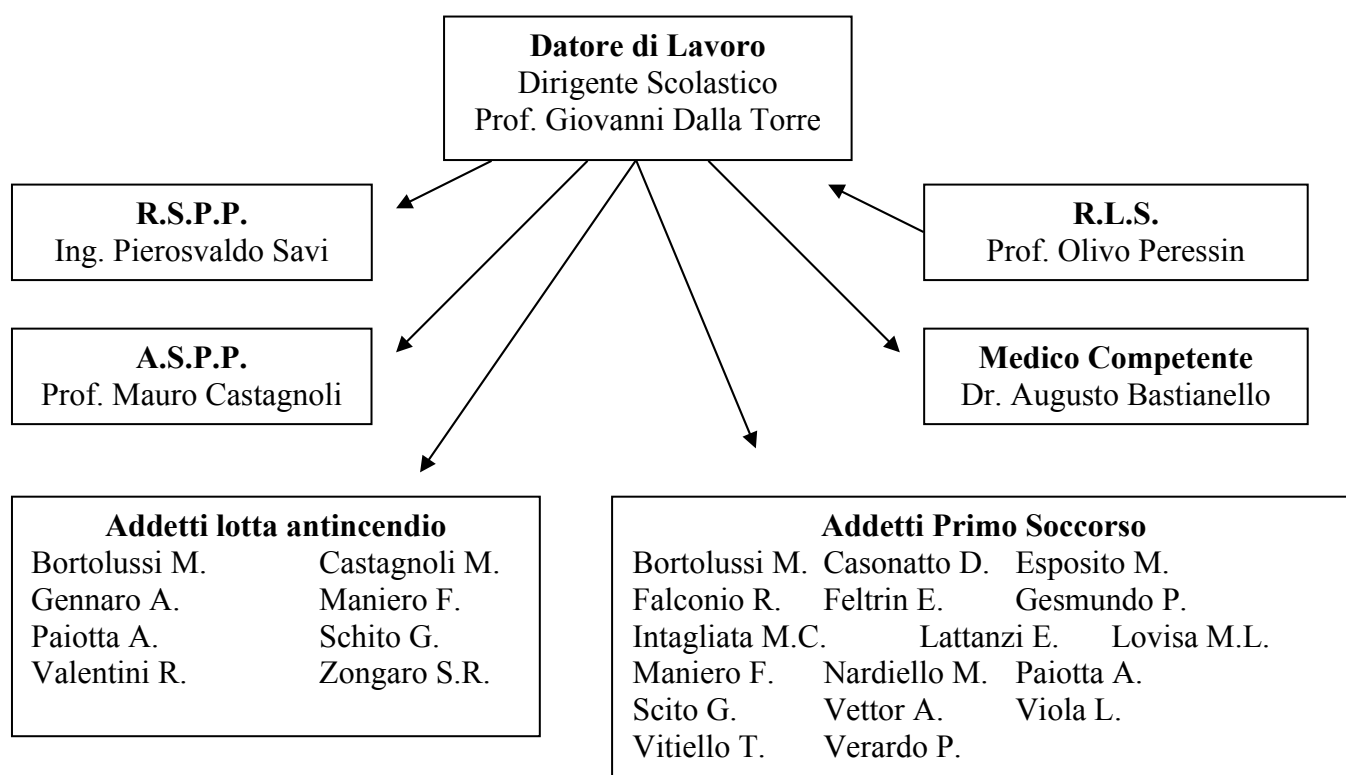 Datore di Lavoro
Dirigente Scolastico
Prof. Giovanni Dalla Torre
R.S.P.P.
Ing. Pierosvaldo Savi
R.L.S.
Prof. Olivo Peressin
A.S.P.P.
Prof. Mauro Castagnoli
Medico Competente
Dr. Augusto Bastianello
Addetti lotta antincendio
Bortolussi M. Castagnoli M.
Gennaro A. Maniero F.
Paiotta A. Schito G.
Valentini R. Zongaro S.R.
Addetti Primo Soccorso
Bortolussi M. Casonatto D. Esposito M.
Falconio R. Feltrin E. Gesmundo P.
Intagliata M.C. Lattanzi E. Lovisa M.L.
Maniero F. Nardiello M. Paiotta A.
Scito G. Vettor A. Viola L.
Vitiello T. Verardo P.